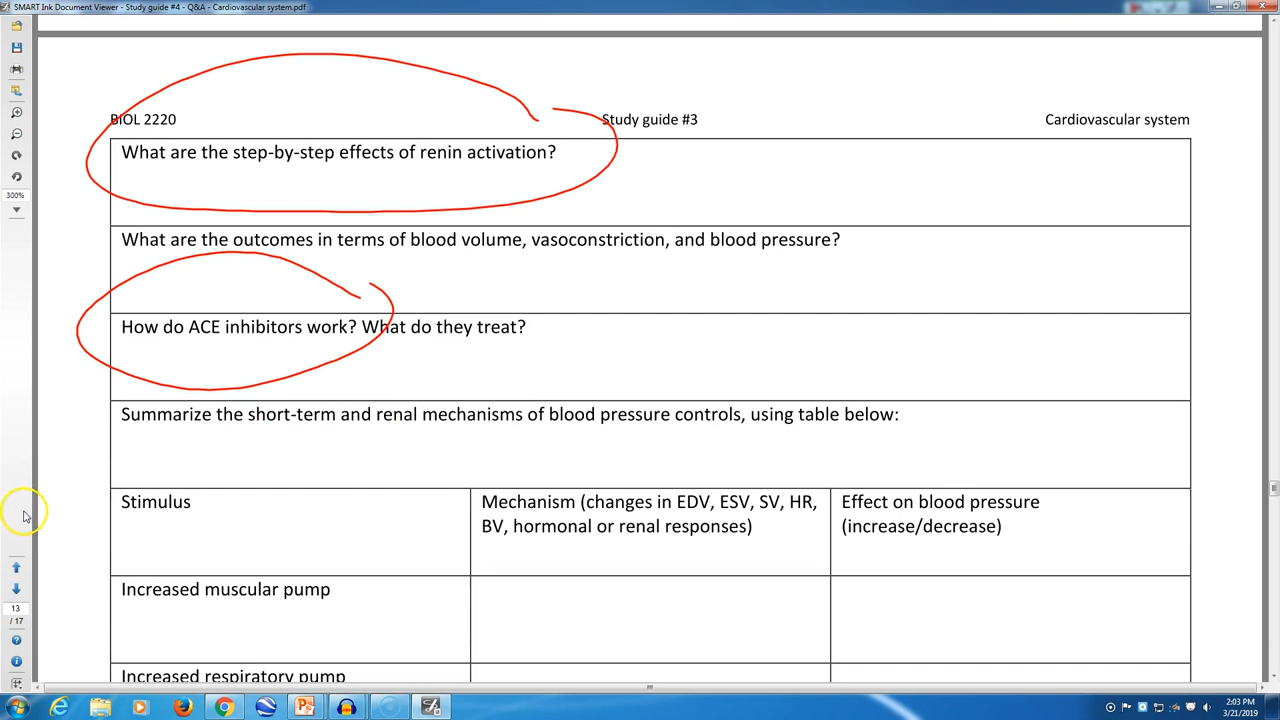 SMART Ink Document Viewer - Study guide #4 - Q&A - Cardiovascular system.pdf
BIOL 2220 Study guide #3 Cardiovascular system
What are the step-by-step effects of renin activation?
What are the outcomes in terms of blood volume, vasoconstriction, and blood pressure?
How do ACE inhibitors work? What do they treat?
Summarize the short-term and renal mechanisms of blood pressure controls, using table below:
Stimulus
Mechanism (changes in EDV, ESV, SV, HR,
BV, hormonal or renal responses)
Effect on blood pressure
(increase/decrease)
Increased muscular pump
Increased respiratory pump
300%
13
/ 17
2:03 PM
3/21/2019